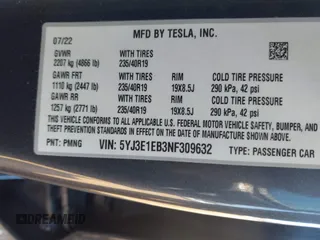 MFD BY TESLA, INC.
07/22
GVWR WITH TIRES
2207 kg (4866 lb) 235/40R19
GAWR FRT WITH TIRES RIM COLD TIRE PRESSURE
1110 kg (2447 lb) 235/40R19 19X8.5J 290 kPa, 42 psi
GAWR RR WITH TIRES RIM COLD TIRE PRESSURE
1257 kg (2771 lb) 235/40R19 19X8.5J 290 kPa, 42 psi
THIS VEHICLE CONFORMS TO ALL APPLICABLE U.S. FEDERAL MOTOR VEHICLE SAFETY, BUMPER, AND
THEFT PREVENTION STANDARDS IN EFFECT ON THE DATE OF MANUFACTURE SHOWN ABOVE.
PNT: PMNG VIN: 5YJ3E1EB3NF309632 TYPE: PASSENGER CAR
DREAMBID